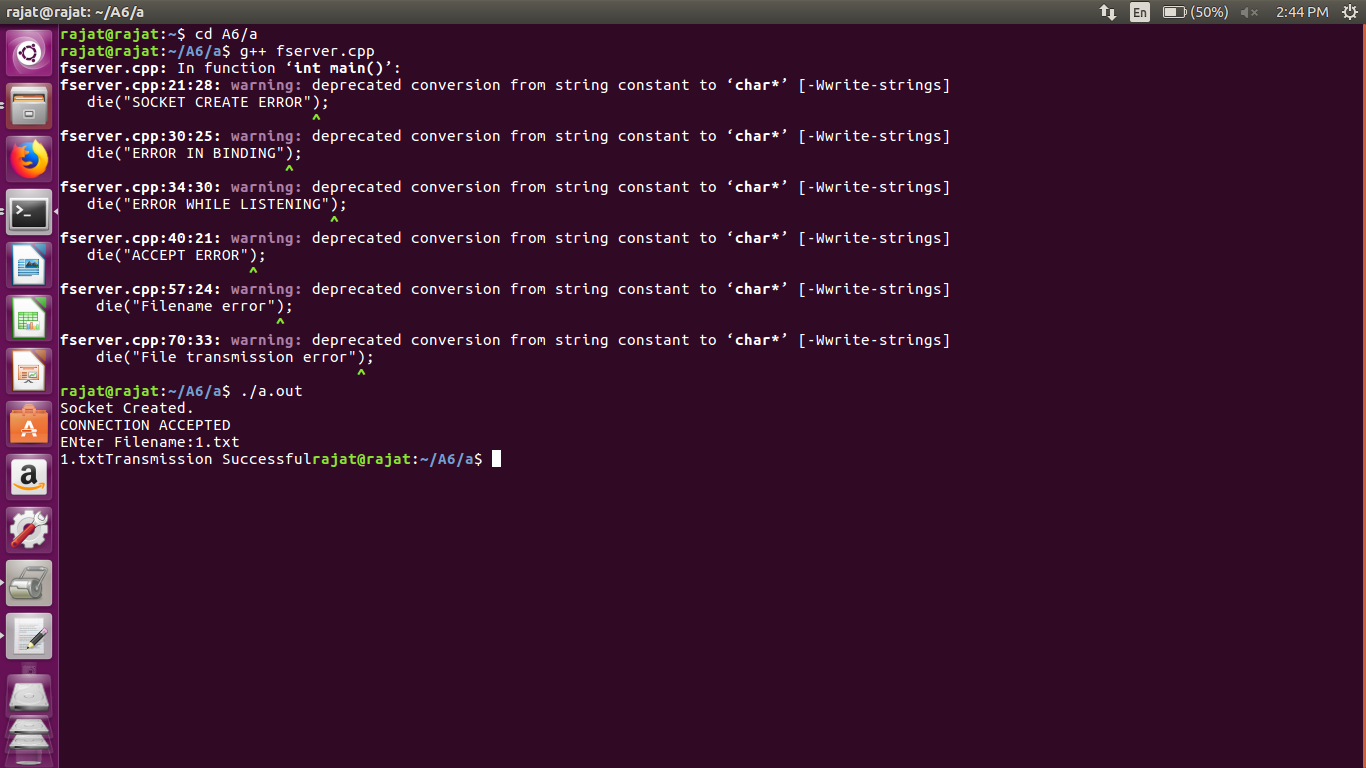 rajat@rajat: ~/A6/a En (50%) 2:44 PM
rajat@rajat:~$ cd A6/a
rajat@rajat:~/A6/a$ g++ fserver.cpp
fserver.cpp: In function ‘int main()’:
fserver.cpp:21:28: warning: deprecated conversion from string constant to ‘char*’ [-Wwrite-strings]
   die("SOCKET CREATE ERROR");
                            ^
fserver.cpp:30:25: warning: deprecated conversion from string constant to ‘char*’ [-Wwrite-strings]
   die("ERROR IN BINDING");
                         ^
fserver.cpp:34:30: warning: deprecated conversion from string constant to ‘char*’ [-Wwrite-strings]
   die("ERROR WHILE LISTENING");
                              ^
fserver.cpp:40:21: warning: deprecated conversion from string constant to ‘char*’ [-Wwrite-strings]
   die("ACCEPT ERROR");
                     ^
fserver.cpp:57:24: warning: deprecated conversion from string constant to ‘char*’ [-Wwrite-strings]
    die("Filename error");
                        ^
fserver.cpp:70:33: warning: deprecated conversion from string constant to ‘char*’ [-Wwrite-strings]
    die("File transmission error");
                                 ^
rajat@rajat:~/A6/a$ ./a.out
Socket Created.
CONNECTION ACCEPTED
ENter Filename:1.txt
1.txtTransmission Successfulrajat@rajat:~/A6/a$